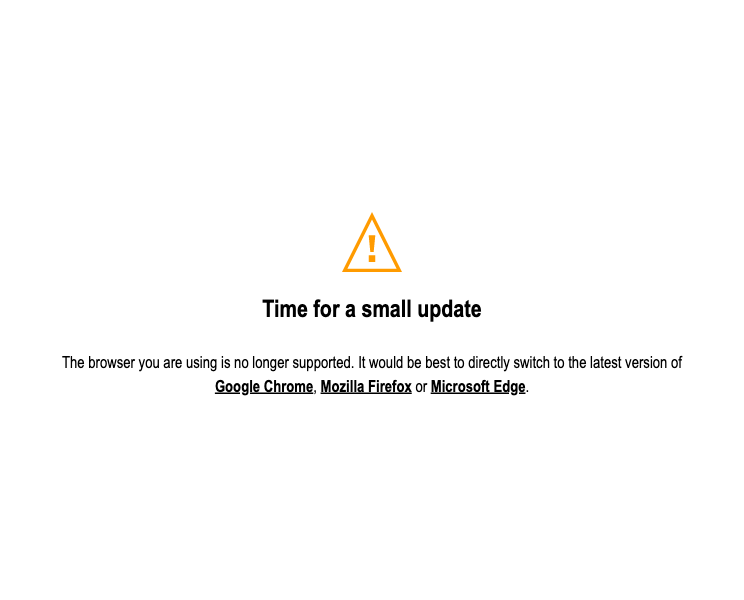 !
Time for a small update
The browser you are using is no longer supported. It would be best to directly switch to the latest version of
Google Chrome, Mozilla Firefox or Microsoft Edge.